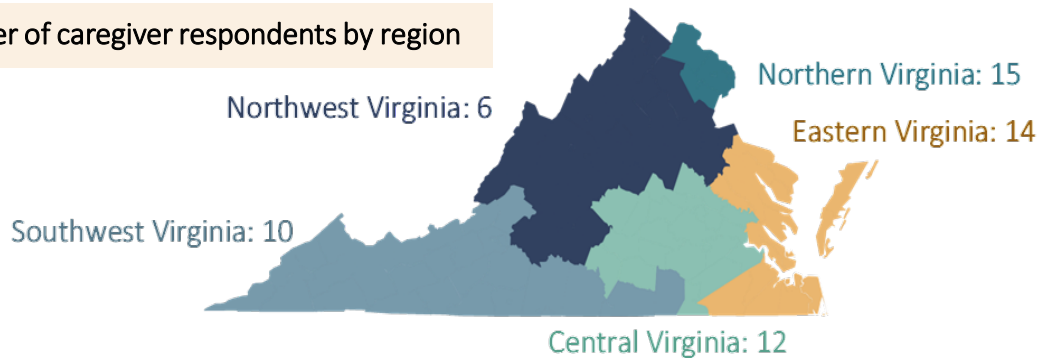 er of caregiver respondents by region
Northern Virginia: 15
Northwest Virginia: 6
Eastern Virginia: 14
Southwest Virginia: 10
Central Virginia: 12